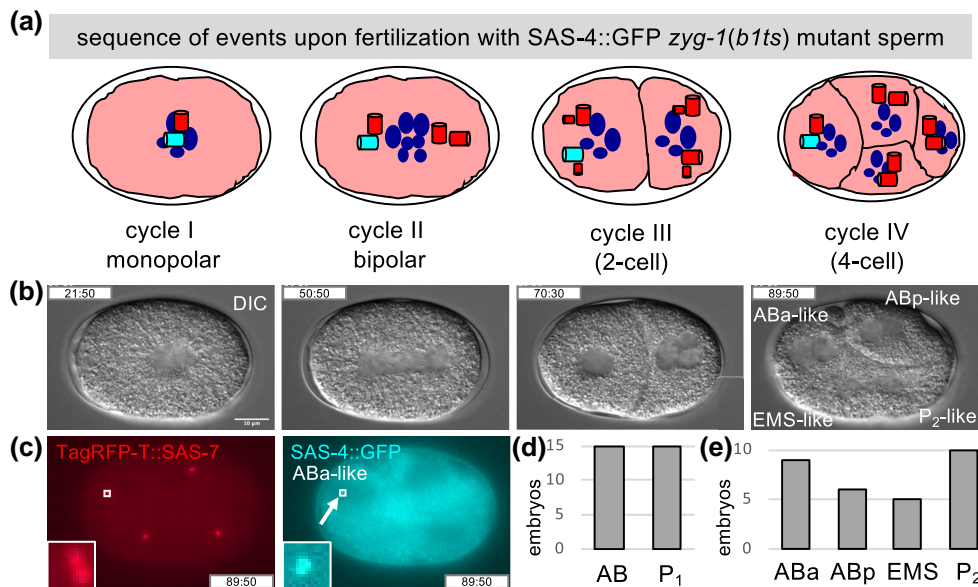 (a)
sequence of events upon fertilization with SAS-4::GFP zyg-1(b1ts) mutant sperm
cycle I
monopolar
cycle II
bipolar
cycle III
(2-cell)
cycle IV
(4-cell)
(b)
21:50
DIC
10 µm
50:50
70:30
89:50
ABp-like
ABa-like
EMS-like
P2-like
(c)
TagRFP-T::SAS-7
89:50
SAS-4::GFP
ABa-like
89:50
(d)
embryos
15
10
5
0
AB
P1
(e)
embryos
10
5
0
ABa
ABp
EMS
P2